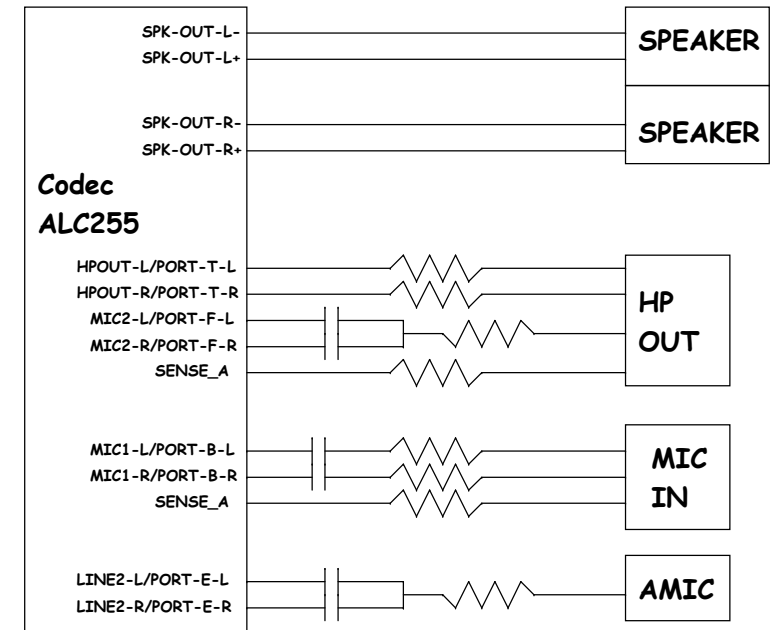 SPK-OUT-L-
SPK-OUT-L+
SPEAKER
SPK-OUT-R-
SPK-OUT-R+
SPEAKER
Codec
ALC255
HPOUT-L/PORT-T-L
HPOUT-R/PORT-T-R
MIC2-L/PORT-F-L
MIC2-R/PORT-F-R
SENSE_A
HP
OUT
MIC1-L/PORT-B-L
MIC1-R/PORT-B-R
SENSE_A
MIC
IN
LINE2-L/PORT-E-L
LINE2-R/PORT-E-R
AMIC